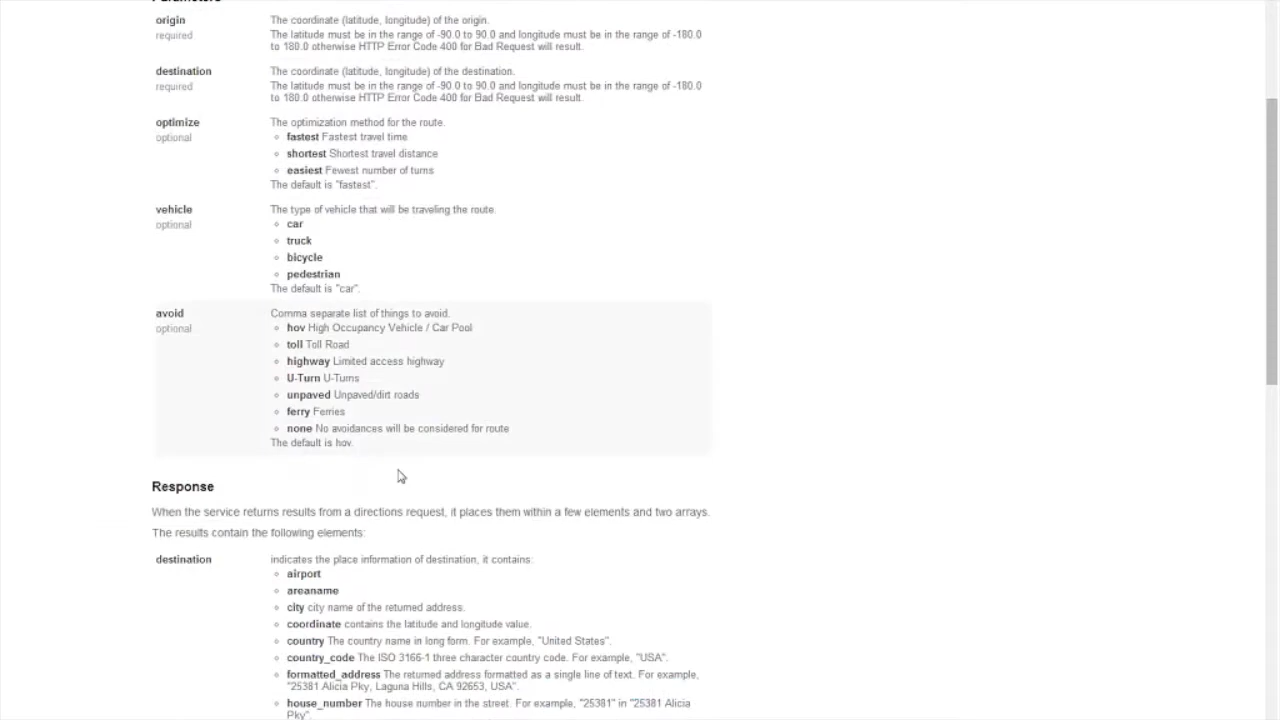 Parameters
origin The coordinate (latitude, longitude) of the origin.
required The latitude must be in the range of -90.0 to 90.0 and longitude must be in the range of -180.0
to 180.0 otherwise HTTP Error Code 400 for Bad Request will result.
destination The coordinate (latitude, longitude) of the destination.
required The latitude must be in the range of -90.0 to 90.0 and longitude must be in the range of -180.0
to 180.0 otherwise HTTP Error Code 400 for Bad Request will result.
optimize The optimization method for the route.
optional
fastest Fastest travel time
shortest Shortest travel distance
easiest Fewest number of turns
The default is "fastest".
vehicle The type of vehicle that will be traveling the route.
optional
car
truck
bicycle
pedestrian
The default is "car".
avoid Comma separate list of things to avoid.
optional
hov High Occupancy Vehicle / Car Pool
toll Toll Road
highway Limited access highway
U-Turn U-Turns
unpaved Unpaved/dirt roads
ferry Ferries
none No avoidances will be considered for route
The default is hov.
Response
When the service returns results from a directions request, it places them within a few elements and two arrays.
The results contain the following elements:
destination indicates the place information of destination, it contains:
airport
areaname
city city name of the returned address.
coordinate contains the latitude and longitude value.
country The country name in long form. For example, "United States".
country_code The ISO 3166-1 three character country code. For example, "USA".
formatted_address The returned address formatted as a single line of text. For example,
"25381 Alicia Pky, Laguna Hills, CA 92653, USA".
house_number The house number in the street. For example, "25381" in "25381 Alicia
Pky".